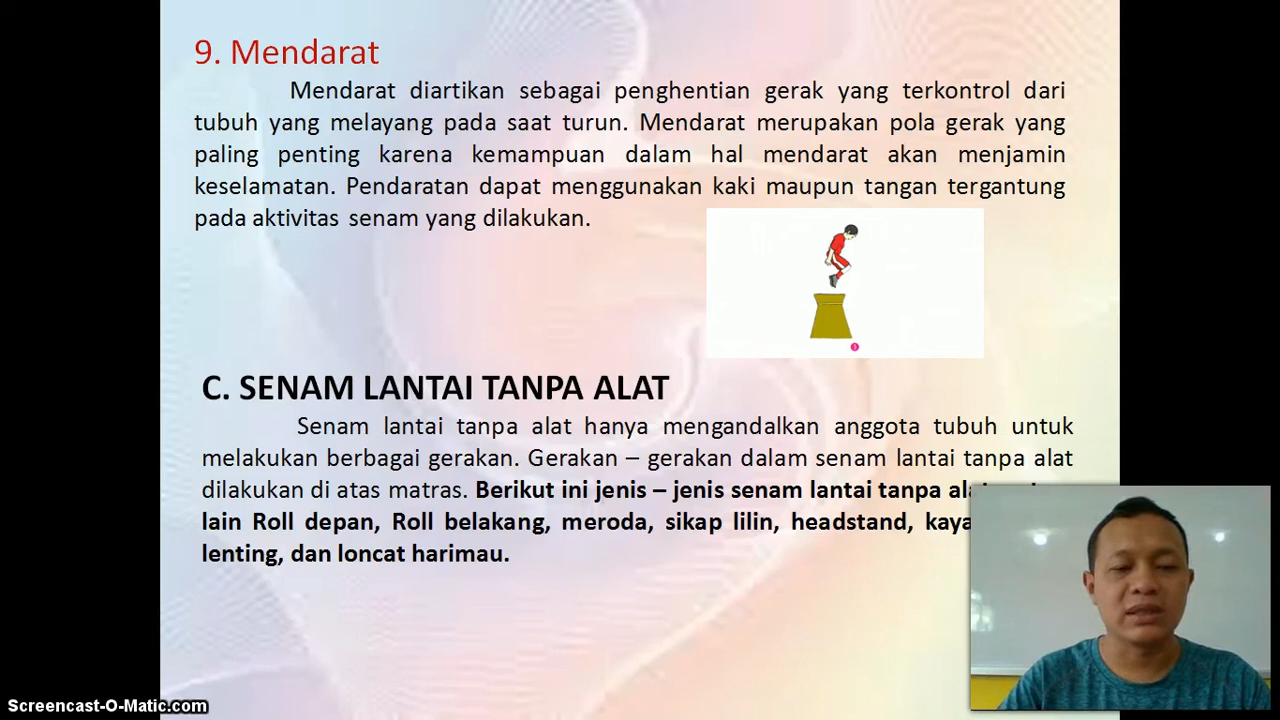 9. Mendarat
Mendarat diartikan sebagai penghentian gerak yang terkontrol dari
tubuh yang melayang pada saat turun. Mendarat merupakan pola gerak yang
paling penting karena kemampuan dalam hal mendarat akan menjamin
keselamatan. Pendaratan dapat menggunakan kaki maupun tangan tergantung
pada aktivitas senam yang dilakukan.
C. SENAM LANTAI TANPA ALAT
Senam lantai tanpa alat hanya mengandalkan anggota tubuh untuk
melakukan berbagai gerakan. Gerakan – gerakan dalam senam lantai tanpa alat
dilakukan di atas matras. Berikut ini jenis – jenis senam lantai tanpa
lain Roll depan, Roll belakang, meroda, sikap lilin, headstand,
lenting, dan loncat harimau.
Screencast-O-Matic.com